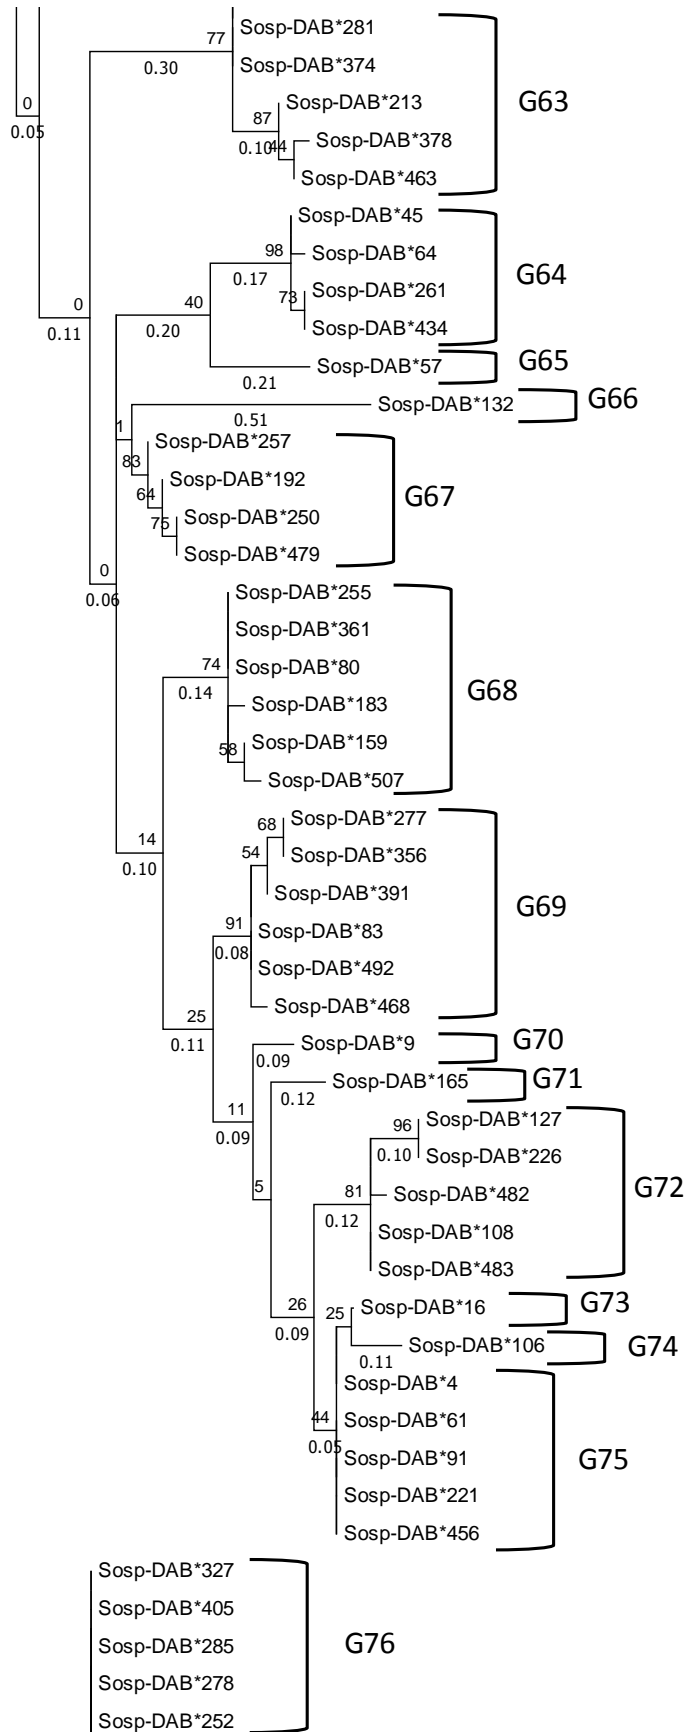 Sosp-DAB*281
77
0.30
Sosp-DAB*374
Sosp-DAB*213
G63
0
0.05
87
0.10
44
Sosp-DAB*378
Sosp-DAB*463
Sosp-DAB*45
98
0.17
Sosp-DAB*64
G64
73
Sosp-DAB*261
0
0.11
40
0.20
Sosp-DAB*434
Sosp-DAB*57
0.21
G65
Sosp-DAB*132
0.51
G66
1
Sosp-DAB*257
83
Sosp-DAB*192
64
G67
75
Sosp-DAB*250
Sosp-DAB*479
0
0.06
Sosp-DAB*255
Sosp-DAB*361
74
0.14
Sosp-DAB*80
G68
Sosp-DAB*183
58
Sosp-DAB*159
Sosp-DAB*507
68
Sosp-DAB*277
14
0.10
54
Sosp-DAB*356
Sosp-DAB*391
G69
91
0.08
Sosp-DAB*83
Sosp-DAB*492
Sosp-DAB*468
25
0.11
Sosp-DAB*9
0.09
G70
Sosp-DAB*165
0.12
G71
11
0.09
96
0.10
Sosp-DAB*127
Sosp-DAB*226
5
81
0.12
Sosp-DAB*482
G72
Sosp-DAB*108
Sosp-DAB*483
26
0.09
25
Sosp-DAB*16
G73
Sosp-DAB*106
0.11
G74
Sosp-DAB*4
44
0.05
Sosp-DAB*61
Sosp-DAB*91
G75
Sosp-DAB*221
Sosp-DAB*456
Sosp-DAB*327
Sosp-DAB*405
Sosp-DAB*285
G76
Sosp-DAB*278
Sosp-DAB*252